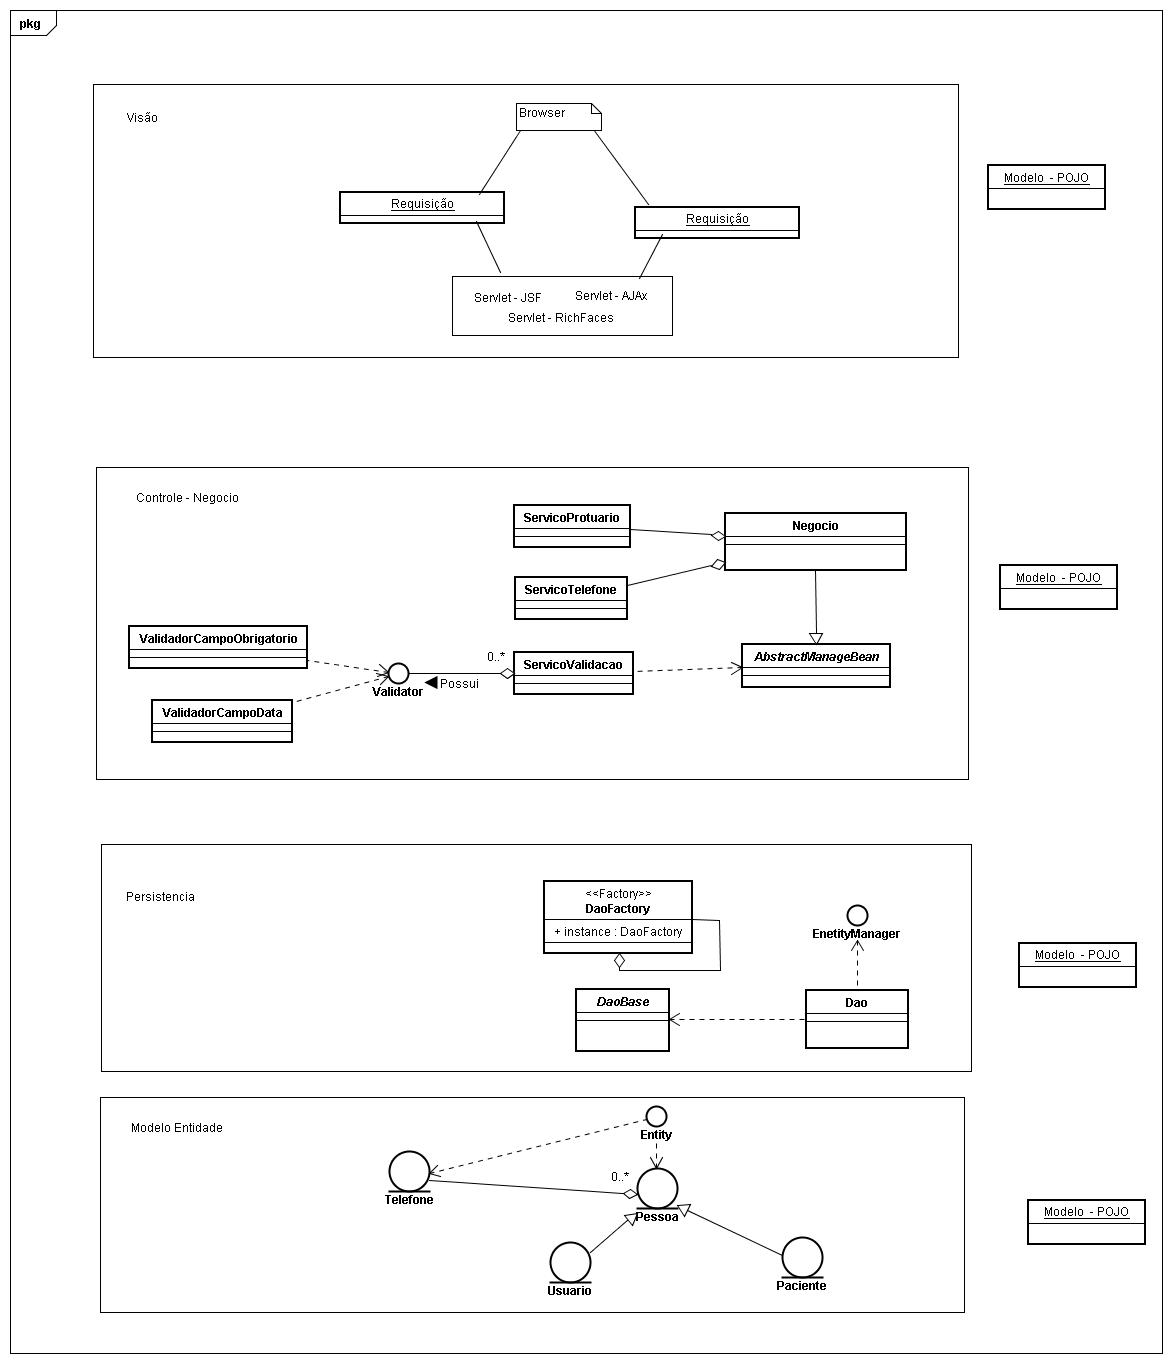 pkg
Visão
Browser
Modelo - POJO
Requisição
Requisição
Servlet - JSF
Servlet - AJAx
Servlet - RichFaces
Controle - Negocio
ServicoProtuario
Negocio
Modelo - POJO
ServicoTelefone
ValidadorCampoObrigatorio
0..*
ServicoValidacao
AbstractManageBean
Validator
Possui
ValidadorCampoData
Persistencia
<<Factory>>
DaoFactory
+ instance : DaoFactory
EnetityManager
Modelo - POJO
DaoBase
Dao
Modelo Entidade
Entity
0..*
Telefone
Pessoa
Modelo - POJO
Usuario
Paciente